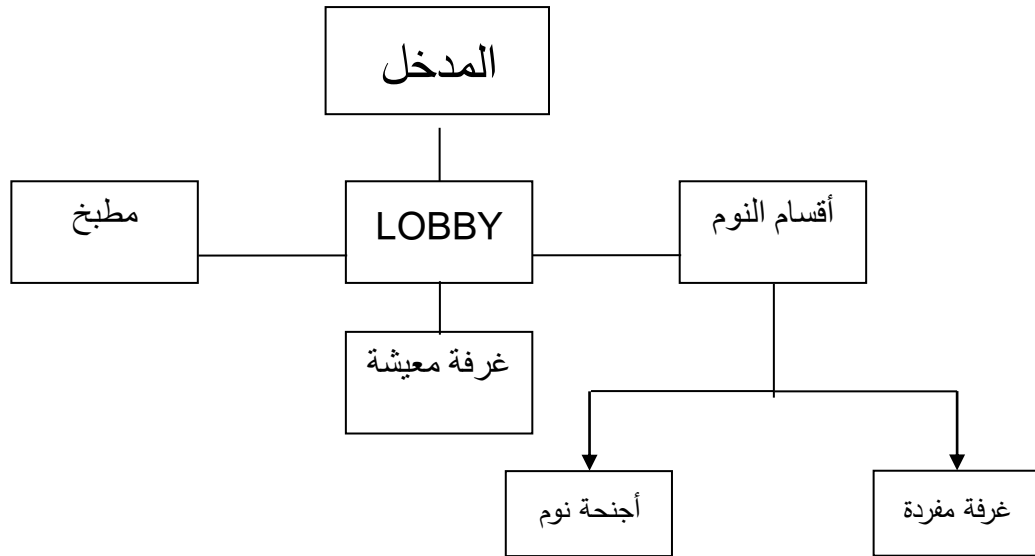 المدخل
أقسام النوم
LOBBY
مطبخ
غرفة معيشة
غرفة مفردة
أجنحة نوم